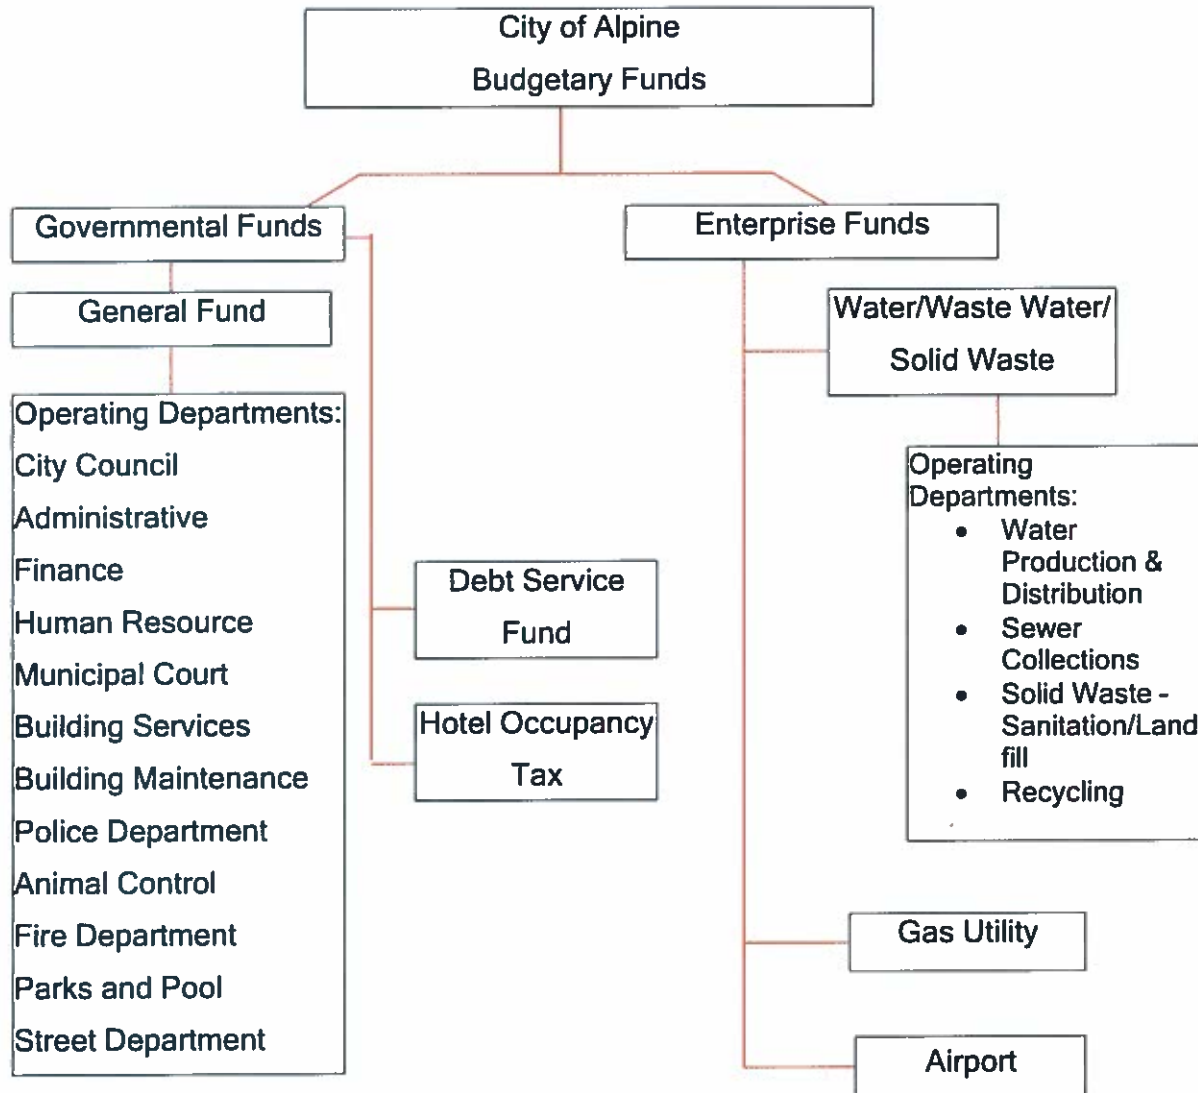 City of Alpine
Budgetary Funds
Governmental Funds
Enterprise Funds
General Fund
Water/Waste Water/
Solid Waste
Operating Departments:
City Council
Administrative
Finance
Human Resource
Municipal Court
Building Services
Building Maintenance
Police Department
Animal Control
Fire Department
Parks and Pool
Street Department
Debt Service
Fund
Hotel Occupancy
Tax
Operating
Departments:
• Water
Production &
Distribution
• Sewer
Collections
• Solid Waste -
Sanitation/Land
fill
• Recycling
Gas Utility
Airport